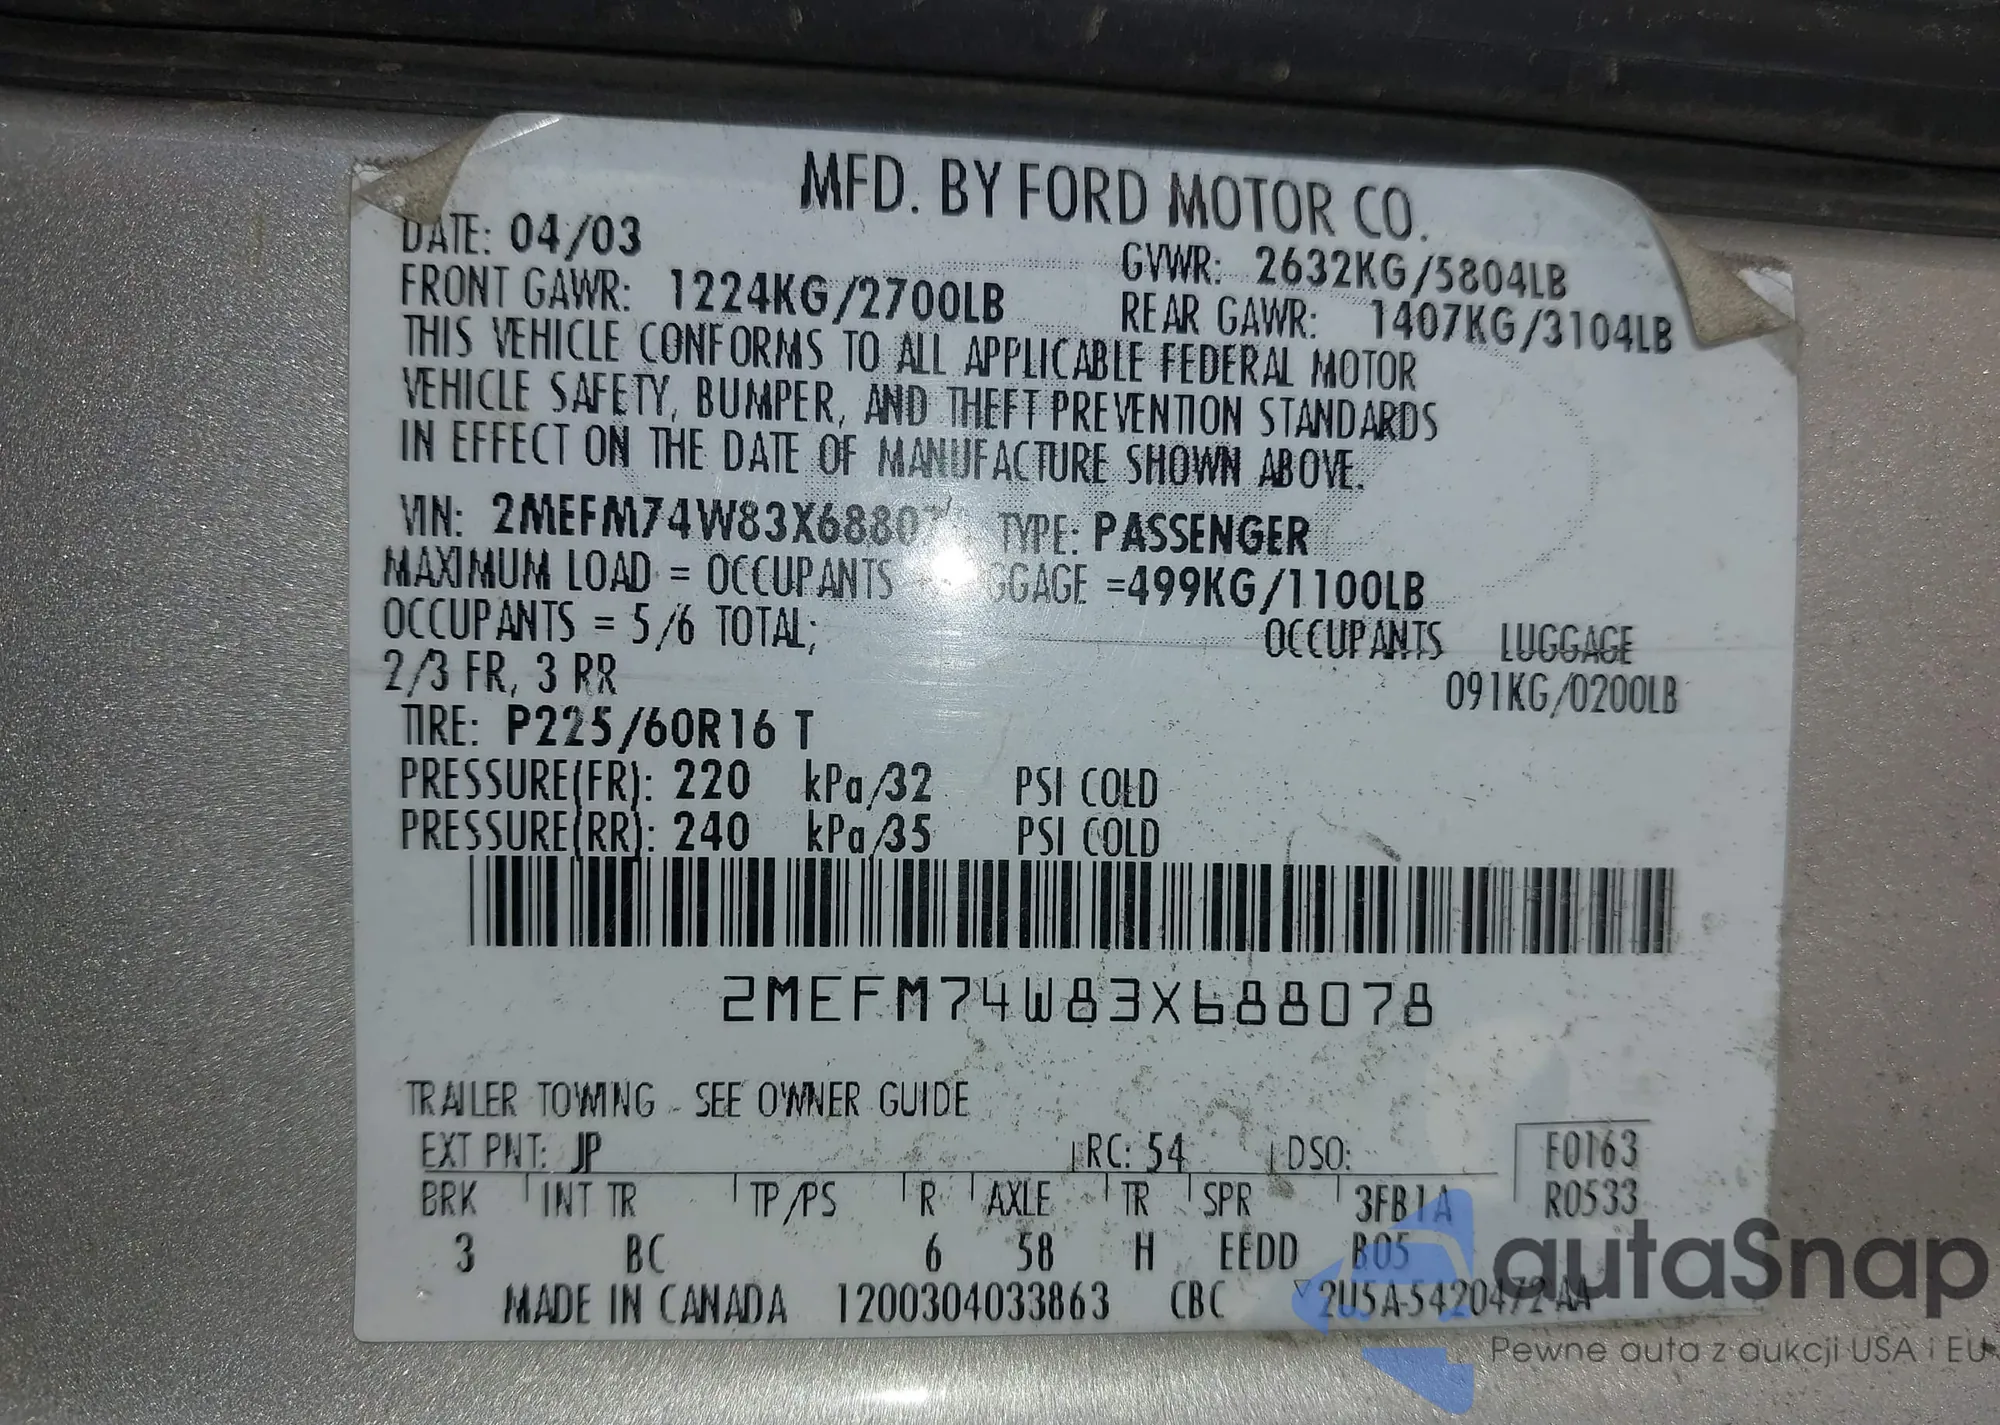 MFD. BY FORD MOTOR CO.
DATE: 04/03
GVWR: 2632KG/5804LB
FRONT GAWR: 1224KG/2700LB
REAR GAWR: 1407KG/3104LB
THIS VEHICLE CONFORMS TO ALL APPLICABLE FEDERAL MOTOR
VEHICLE SAFETY, BUMPER, AND THEFT PREVENTION STANDARDS
IN EFFECT ON THE DATE OF MANUFACTURE SHOWN ABOVE.
VIN: TYPE: PASSENGER
MAXIMUM LOAD = OCCUPANTS =499KG/1100LB
OCCUPANTS = 5/6 TOTAL;
OCCUPANTS LUGGAGE
2/3 FR, 3 RR
091KG/0200LB
TIRE: P225/60R16 T
PRESSURE(FR): 220 kPa/32 PSI COLD
PRESSURE(RR): 240 kPa/35 PSI COLD
2MEFM74W83X688078
TRAILER TOWING - SEE OWNER GUIDE
EXT PNT: JP RC: 54 DSO: F0163
BRK INT TR TP/PS R AXLE TR SPR 3FB1A R0533
3 BC 6 58 H EEDD B05
MADE IN CANADA 1200304033863 CBC 2U5A-5420472-AA
autaSnap
Pewne auta z aukcji USA i EU